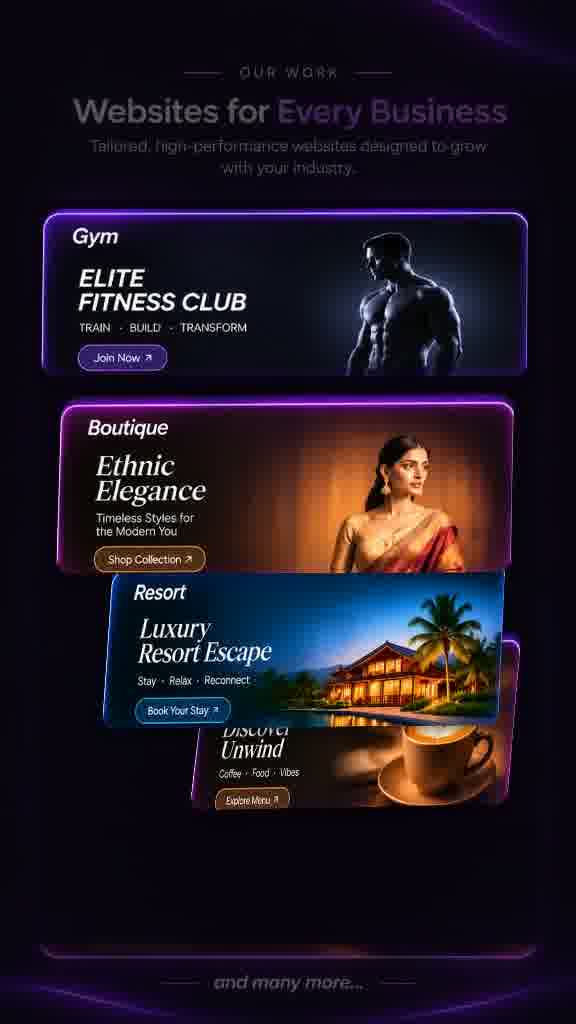 OUR WORK
Websites for Every Business
Tailored, high-performance websites designed to grow
with your industry.
Gym
ELITE
FITNESS CLUB
TRAIN · BUILD · TRANSFORM
Join Now ↗
Boutique
Ethnic
Elegance
Timeless Styles for
the Modern You
Shop Collection ↗
Resort
Luxury
Resort Escape
Stay · Relax · Reconnect
Book Your Stay ↗
Discover
Unwind
Coffee · Food · Vibes
Explore Menu ↗
and many more...